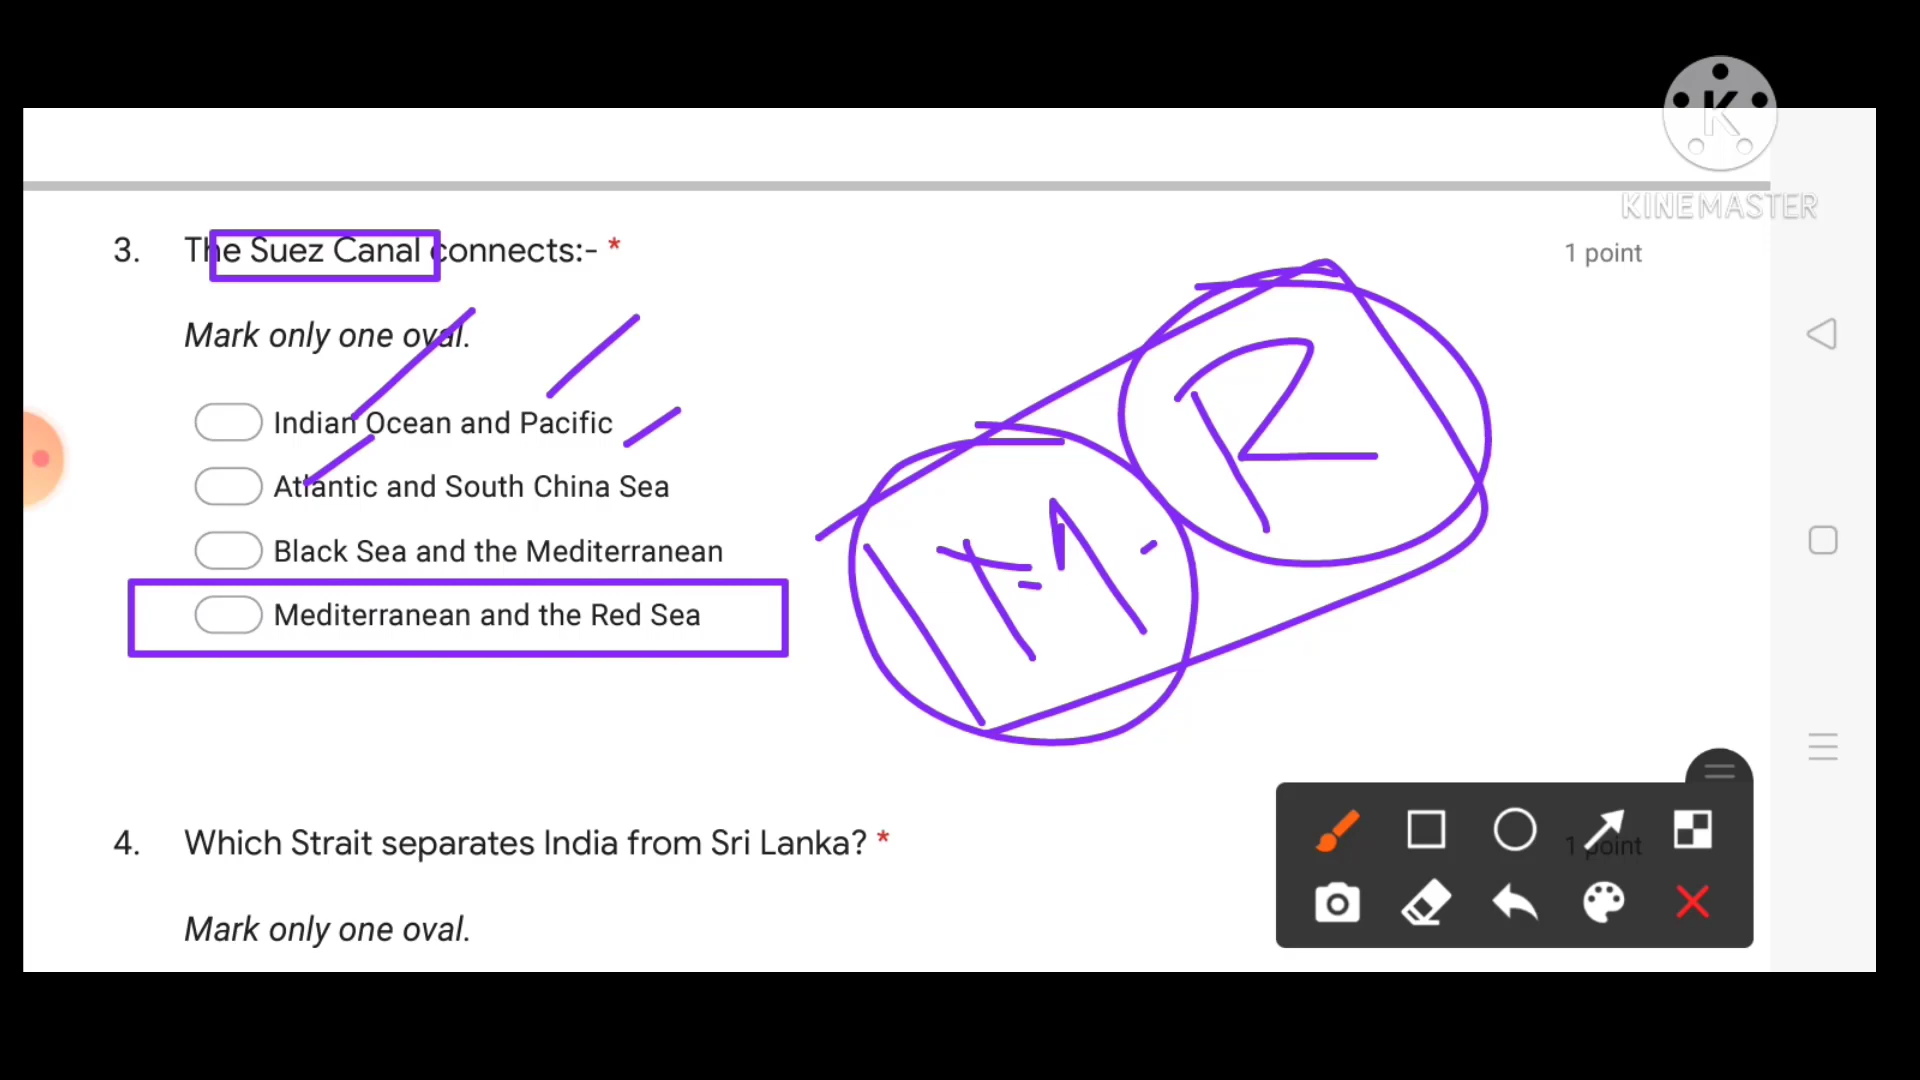 K
KINEMASTER
3. The Suez Canal connects:- * 1 point
Mark only one oval.
Indian Ocean and Pacific
Atlantic and South China Sea
Black Sea and the Mediterranean
Mediterranean and the Red Sea
R
M
4. Which Strait separates India from Sri Lanka? * 1 point
Mark only one oval.